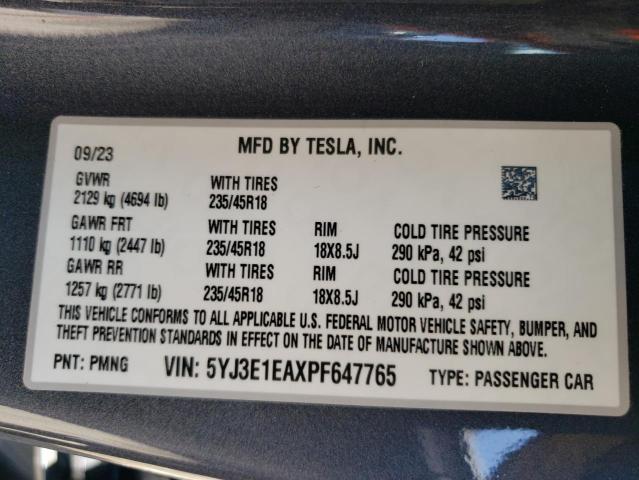 MFD BY TESLA, INC.
09/23
GVWR WITH TIRES
2129 kg (4694 lb) 235/45R18
GAWR FRT WITH TIRES RIM COLD TIRE PRESSURE
1110 kg (2447 lb) 235/45R18 18X8.5J 290 kPa, 42 psi
GAWR RR WITH TIRES RIM COLD TIRE PRESSURE
1257 kg (2771 lb) 235/45R18 18X8.5J 290 kPa, 42 psi
THIS VEHICLE CONFORMS TO ALL APPLICABLE U.S. FEDERAL MOTOR VEHICLE SAFETY, BUMPER, AND
THEFT PREVENTION STANDARDS IN EFFECT ON THE DATE OF MANUFACTURE SHOWN ABOVE.
PNT: PMNG VIN: 5YJ3E1EAXPF647765 TYPE: PASSENGER CAR